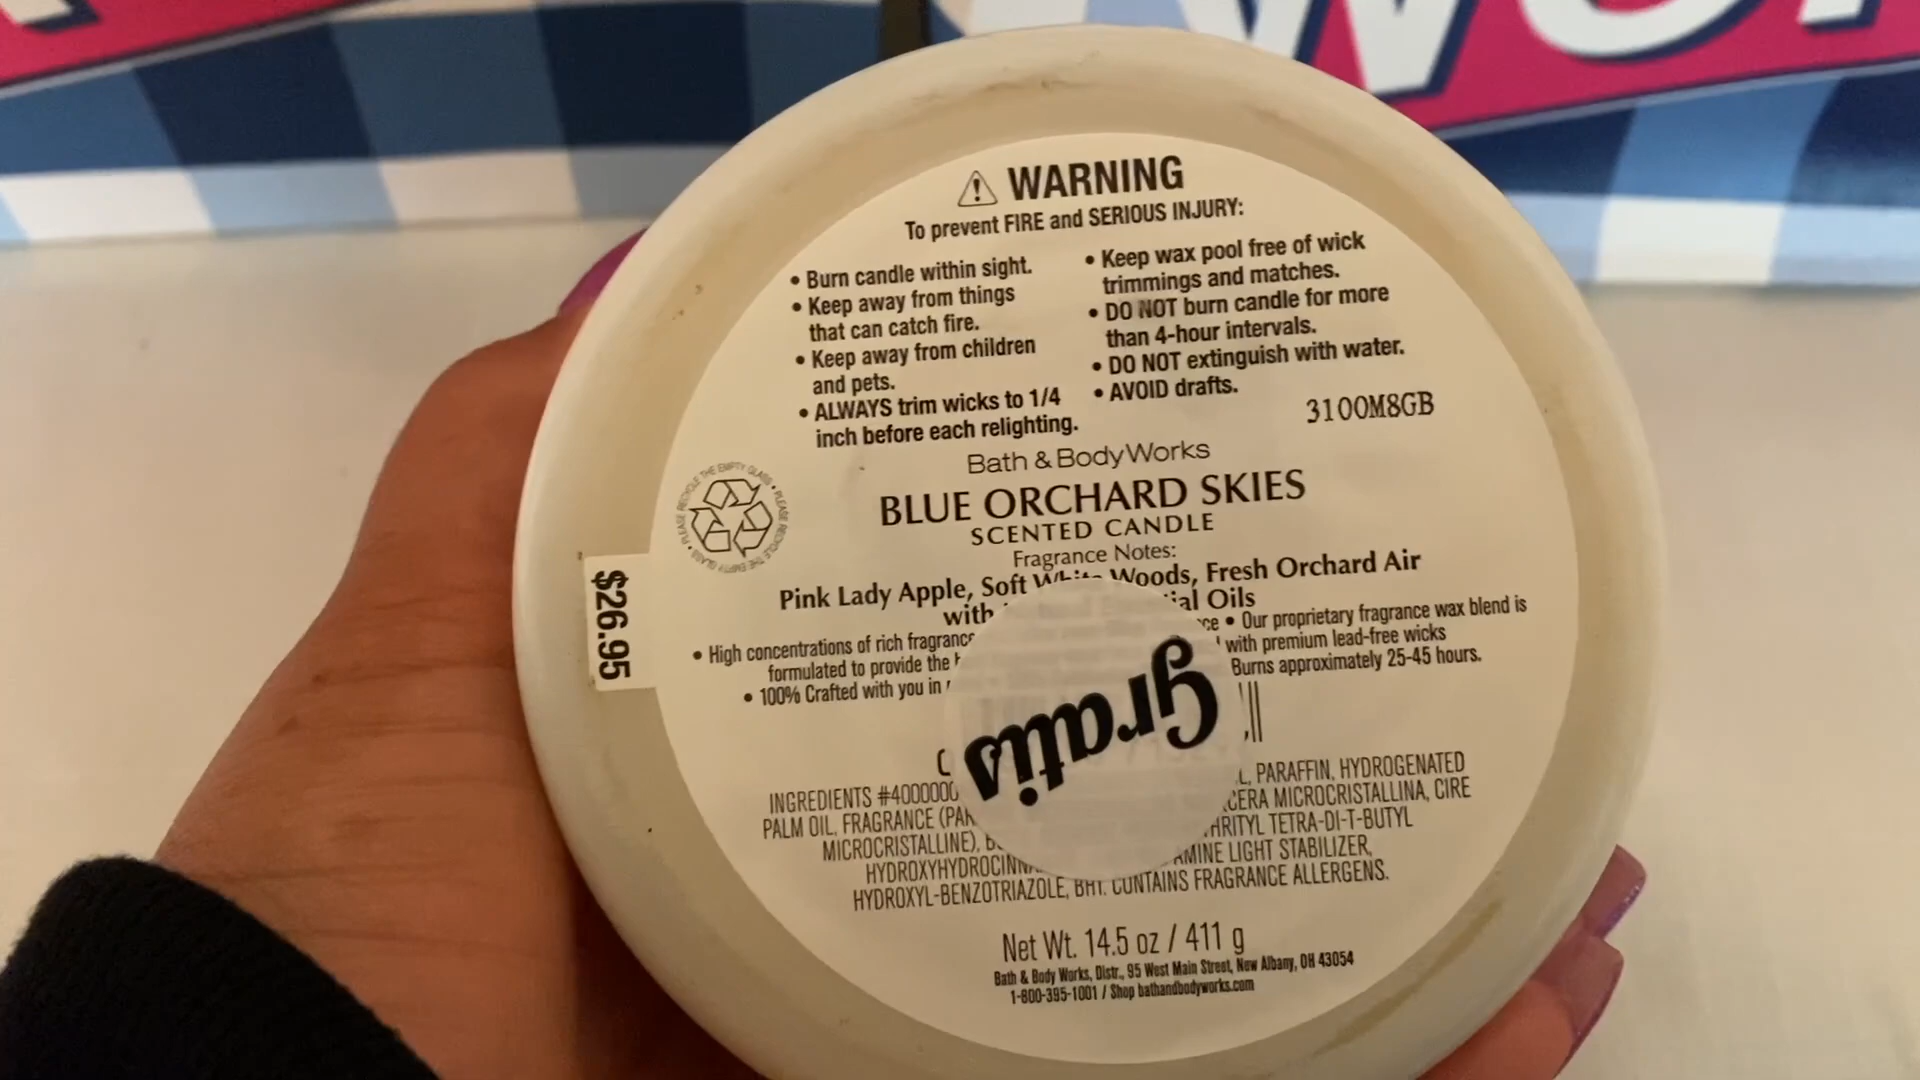 WARNING
To prevent FIRE and SERIOUS INJURY:
• Burn candle within sight.
• Keep away from things
that can catch fire.
• Keep away from children
and pets.
• ALWAYS trim wicks to 1/4
inch before each relighting.
• Keep wax pool free of wick
trimmings and matches.
• DO NOT burn candle for more
than 4-hour intervals.
• DO NOT extinguish with water.
• AVOID drafts.
3100M8GB
PLEASE RECYCLE THE EMPTY GLASS • PLEASE RECYCLE THE EMPTY GLASS •
Bath & Body Works
BLUE ORCHARD SKIES
SCENTED CANDLE
Fragrance Notes:
Pink Lady Apple, Soft White Woods, Fresh Orchard Air
with Oils
$26.95
• High concentrations of rich fragrance • Our proprietary fragrance wax blend is
formulated to provide the with premium lead-free wicks
• 100% Crafted with you in Burns approximately 25-45 hours.
gratis
INGREDIENTS PARAFFIN, HYDROGENATED
PALM OIL, FRAGRANCE CERA MICROCRISTALLINA, CIRE
MICROCRISTALLINE), TETRA-DI-T-BUTYL
LIGHT STABILIZER,
HYDROXYL-BENZOTRIAZOLE, BHT. CONTAINS FRAGRANCE ALLERGENS.
Net Wt. 14.5 oz / 411 g
Bath & Body Works, Distr., 95 West Main Street, New Albany, OH 43054
1-800-395-1001 / Shop bathandbodyworks.com